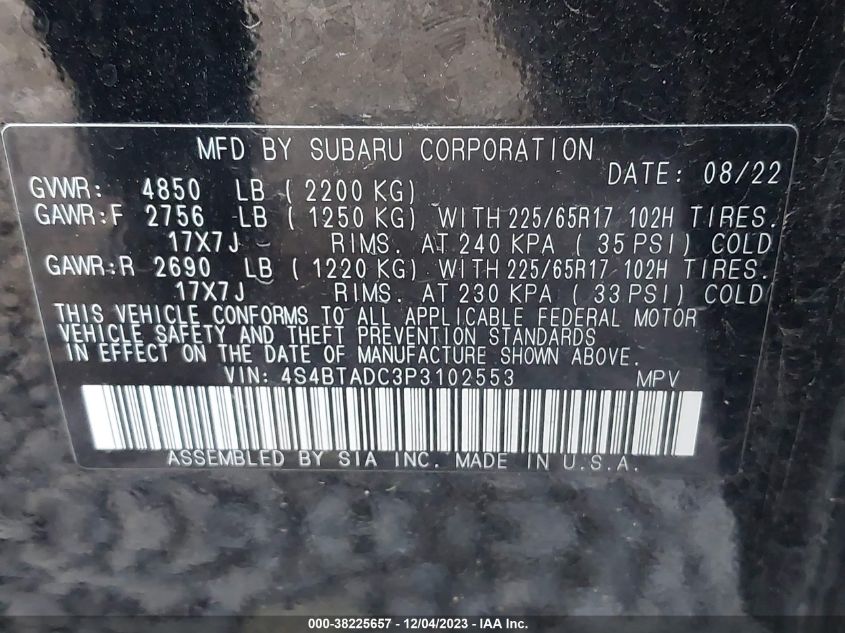 MFD BY SUBARU CORPORATION
DATE: 08/22
GVWR: 4850 LB ( 2200 KG)
GAWR:F 2756 LB ( 1250 KG) WITH 225/65R17 102H TIRES.
17X7J RIMS. AT 240 KPA ( 35 PSI) COLD
GAWR:R 2690 LB ( 1220 KG) WITH 225/65R17 102H TIRES.
17X7J RIMS. AT 230 KPA ( 33 PSI) COLD
THIS VEHICLE CONFORMS TO ALL APPLICABLE FEDERAL MOTOR
VEHICLE SAFETY AND THEFT PREVENTION STANDARDS
IN EFFECT ON THE DATE OF MANUFACTURE SHOWN ABOVE.
VIN: 4S4BTADC3P3102553 MPV
ASSEMBLED BY SIA INC. MADE IN U.S.A.
000-38225657 - 12/04/2023 - IAA, Inc.